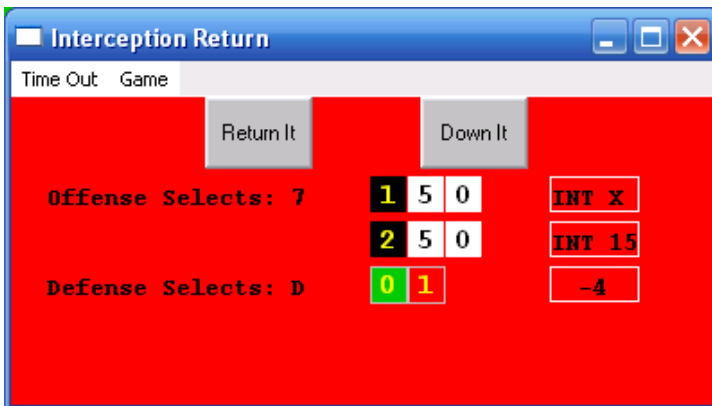 Interception Return
Time Out Game
Return It Down It
Offense Selects: 7 1 5 0 INT X
2 5 0 INT 15
Defense Selects: D 0 1 -4